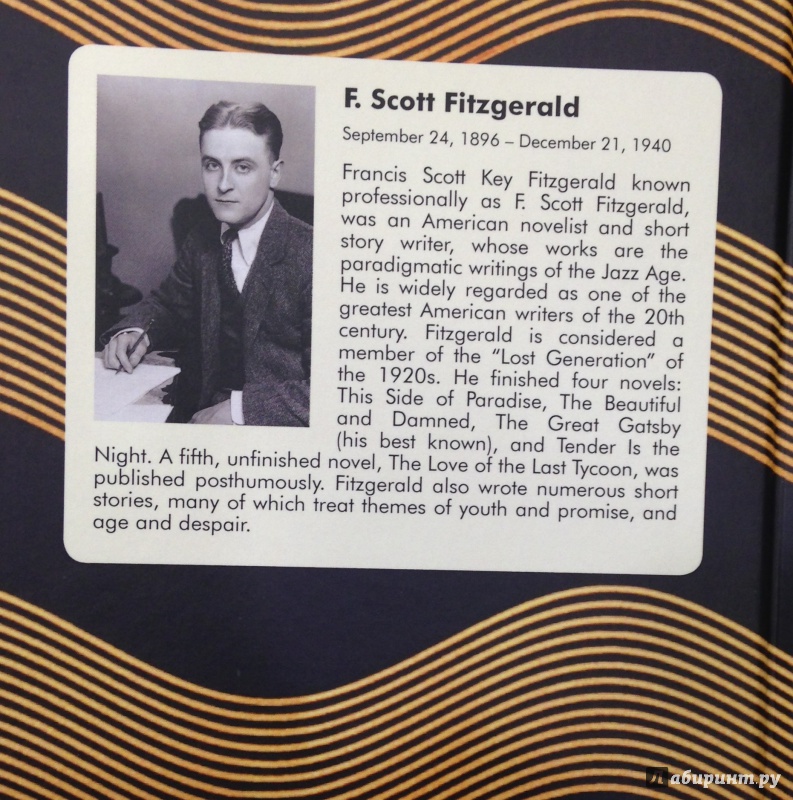 F. Scott Fitzgerald
September 24, 1896 – December 21, 1940
Francis Scott Key Fitzgerald known
professionally as F. Scott Fitzgerald,
was an American novelist and short
story writer, whose works are the
paradigmatic writings of the Jazz Age.
He is widely regarded as one of the
greatest American writers of the 20th
century. Fitzgerald is considered a
member of the “Lost Generation” of
the 1920s. He finished four novels:
This Side of Paradise, The Beautiful
and Damned, The Great Gatsby
(his best known), and Tender Is the
Night. A fifth, unfinished novel, The Love of the Last Tycoon, was
published posthumously. Fitzgerald also wrote numerous short
stories, many of which treat themes of youth and promise, and
age and despair.
Лабиринт.ру